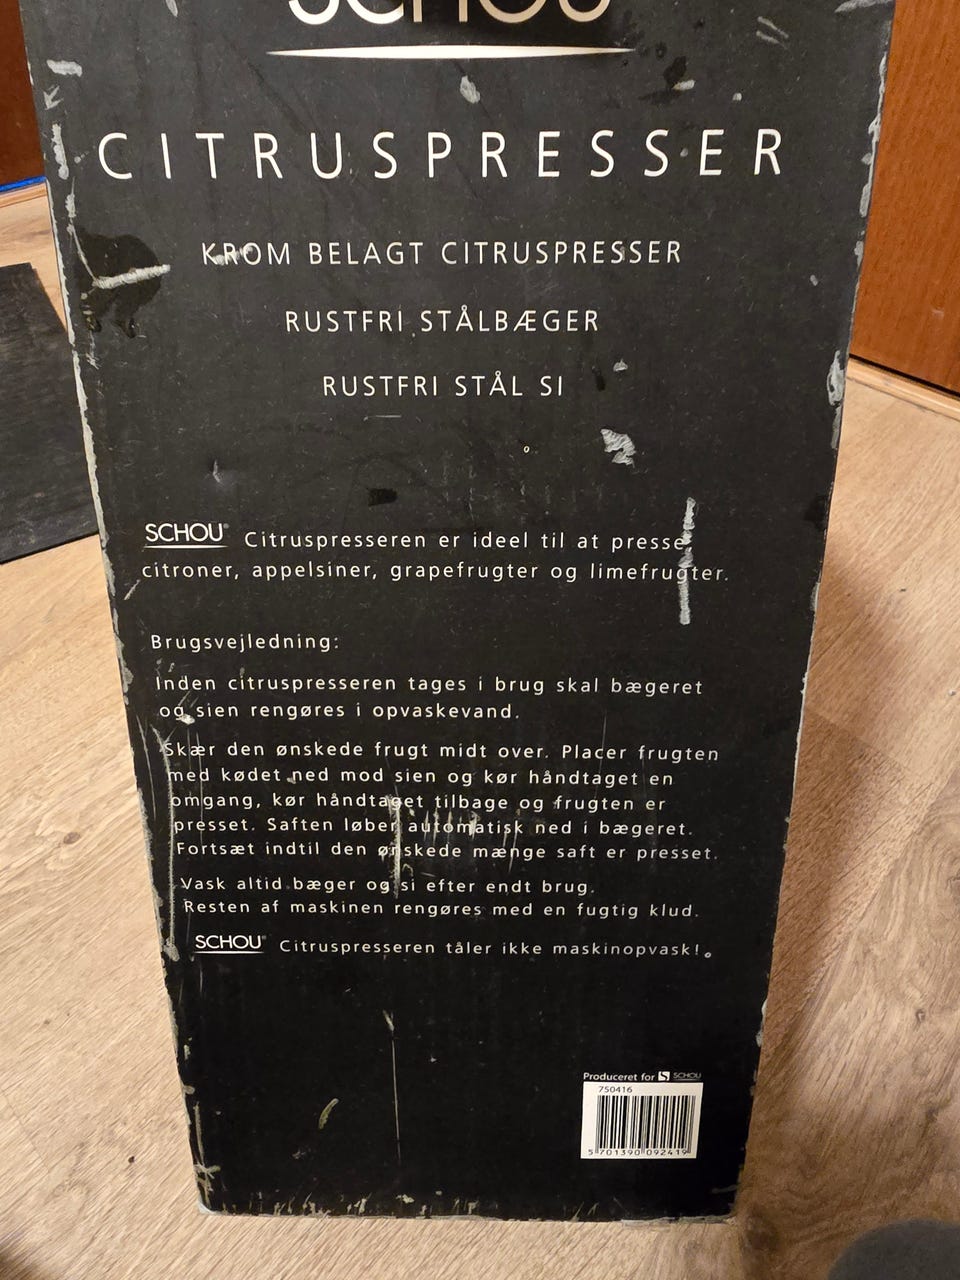 SCHOU
CITRUSPRESSER
KROM BELAGT CITRUSPRESSER
RUSTFRI STÅLBÆGER
RUSTFRI STÅL SI
SCHOU® Citruspresseren er ideel til at presse
citroner, appelsiner, grapefrugter og limefrugter.
Brugsvejledning:
Inden citruspresseren tages i brug skal bægeret
og sien rengøres i opvaskevand.
Skær den ønskede frugt midt over. Placer frugten
med kødet ned mod sien og kør håndtaget en
omgang, kør håndtaget tilbage og frugten er
presset. Saften løber automatisk ned i bægeret.
Fortsæt indtil den ønskede mænge saft er presset.
Vask altid bæger og si efter endt brug.
Resten af maskinen rengøres med en fugtig klud.
SCHOU® Citruspresseren tåler ikke maskinopvask!
Produceret for S SCHOU
750416
5 701390 092419